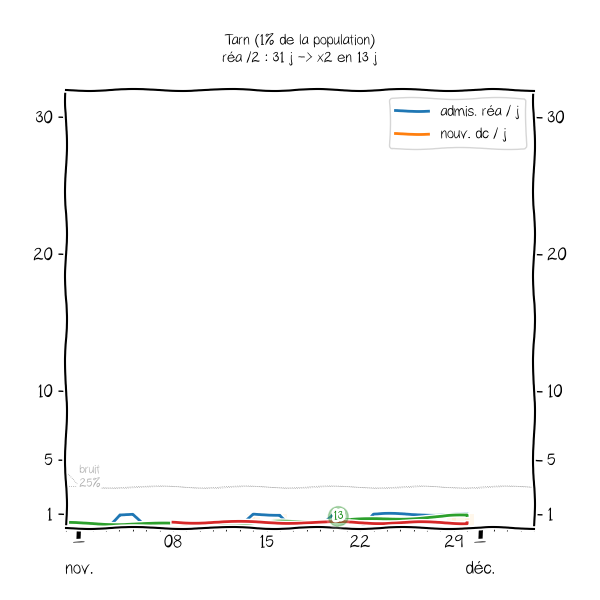 Tarn (1% de la population)
réa /2 : 31 j -> x2 en 13 j
admis. réa / j
nouv. dc / j
30
30
20
20
10
10
5
5
bruit
25%
1
13
1
08
15
22
29
nov.
déc.